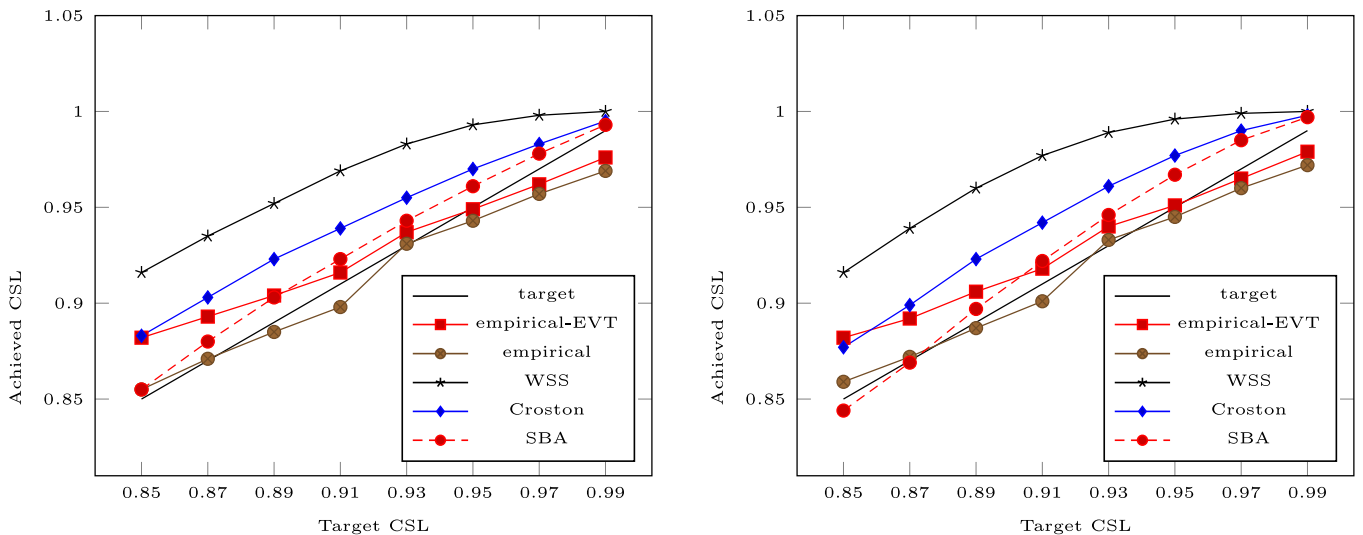 1.05
1
0.95
0.9
0.85
Achieved CSL
0.85 0.87 0.89 0.91 0.93 0.95 0.97 0.99
Target CSL
target
empirical-EVT
empirical
WSS
Croston
SBA
1.05
1
0.95
0.9
0.85
Achieved CSL
0.85 0.87 0.89 0.91 0.93 0.95 0.97 0.99
Target CSL
target
empirical-EVT
empirical
WSS
Croston
SBA